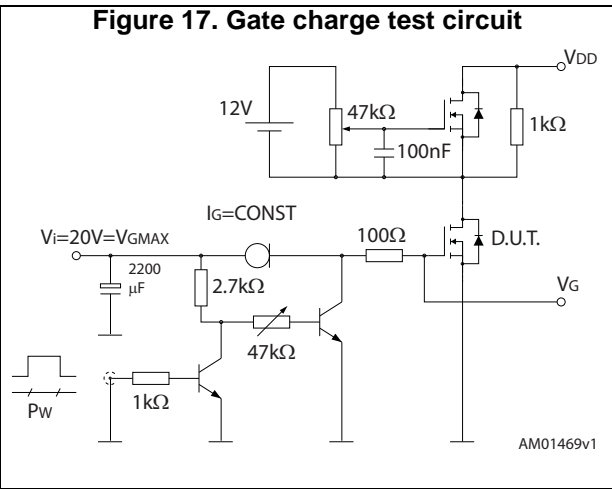 Figure 17. Gate charge test circuit
VDD
12V
47kΩ
1kΩ
100nF
IG=CONST
Vi=20V=VGMAX
100Ω
D.U.T.
2200
μF
2.7kΩ
VG
47kΩ
1kΩ
PW
AM01469v1